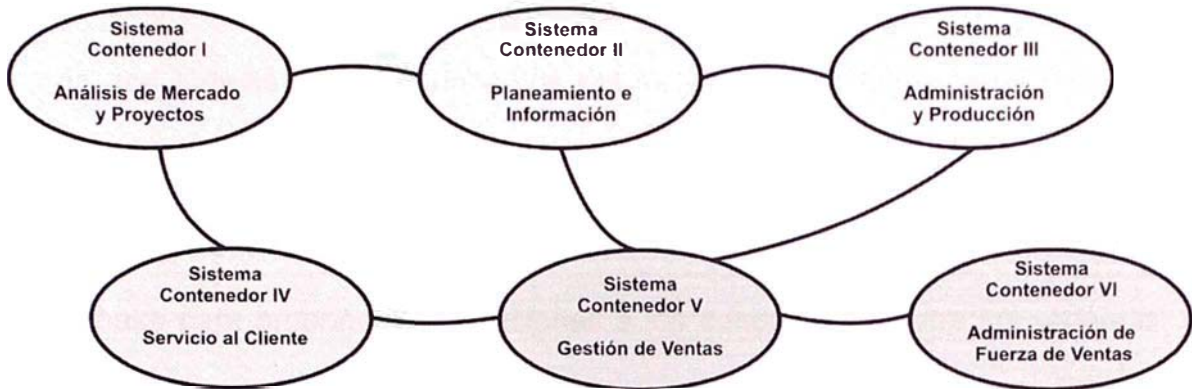 Sistema
Contenedor I
Análisis de Mercado
y Proyectos
Sistema
Contenedor II
Planeamiento e
Información
Sistema
Contenedor III
Administración
y Producción
Sistema
Contenedor IV
Servicio al Cliente
Sistema
Contenedor V
Gestión de Ventas
Sistema
Contenedor VI
Administración de
Fuerza de Ventas